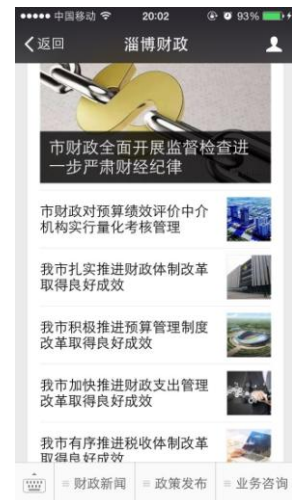 中国移动 20:02 93%
返回 淄博财政
市财政全面开展监督检查进
一步严肃财经纪律
市财政对预算绩效评价中介
机构实行量化考核管理
我市扎实推进财政体制改革
取得良好成效
我市积极推进预算管理制度
改革取得良好成效
我市加快推进财政支出管理
改革取得良好成效
我市有序推进税收体制改革
取得良好成效
财政新闻 政策发布 业务咨询